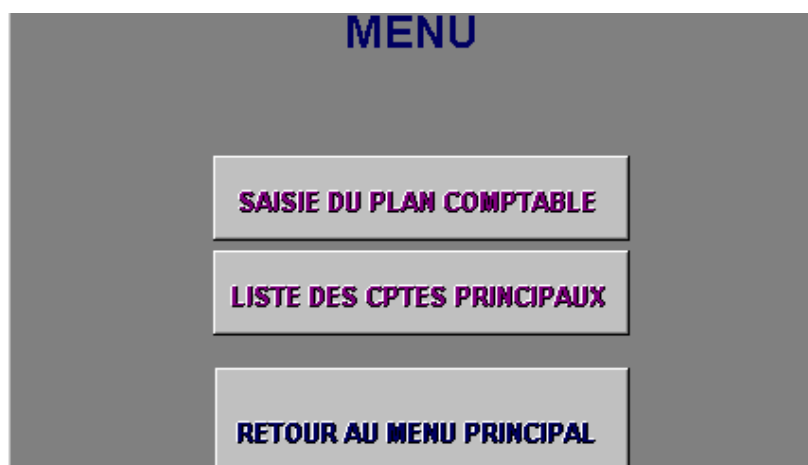 MENU
SAISIE DU PLAN COMPTABLE
LISTE DES CPTES PRINCIPAUX
RETOUR AU MENU PRINCIPAL